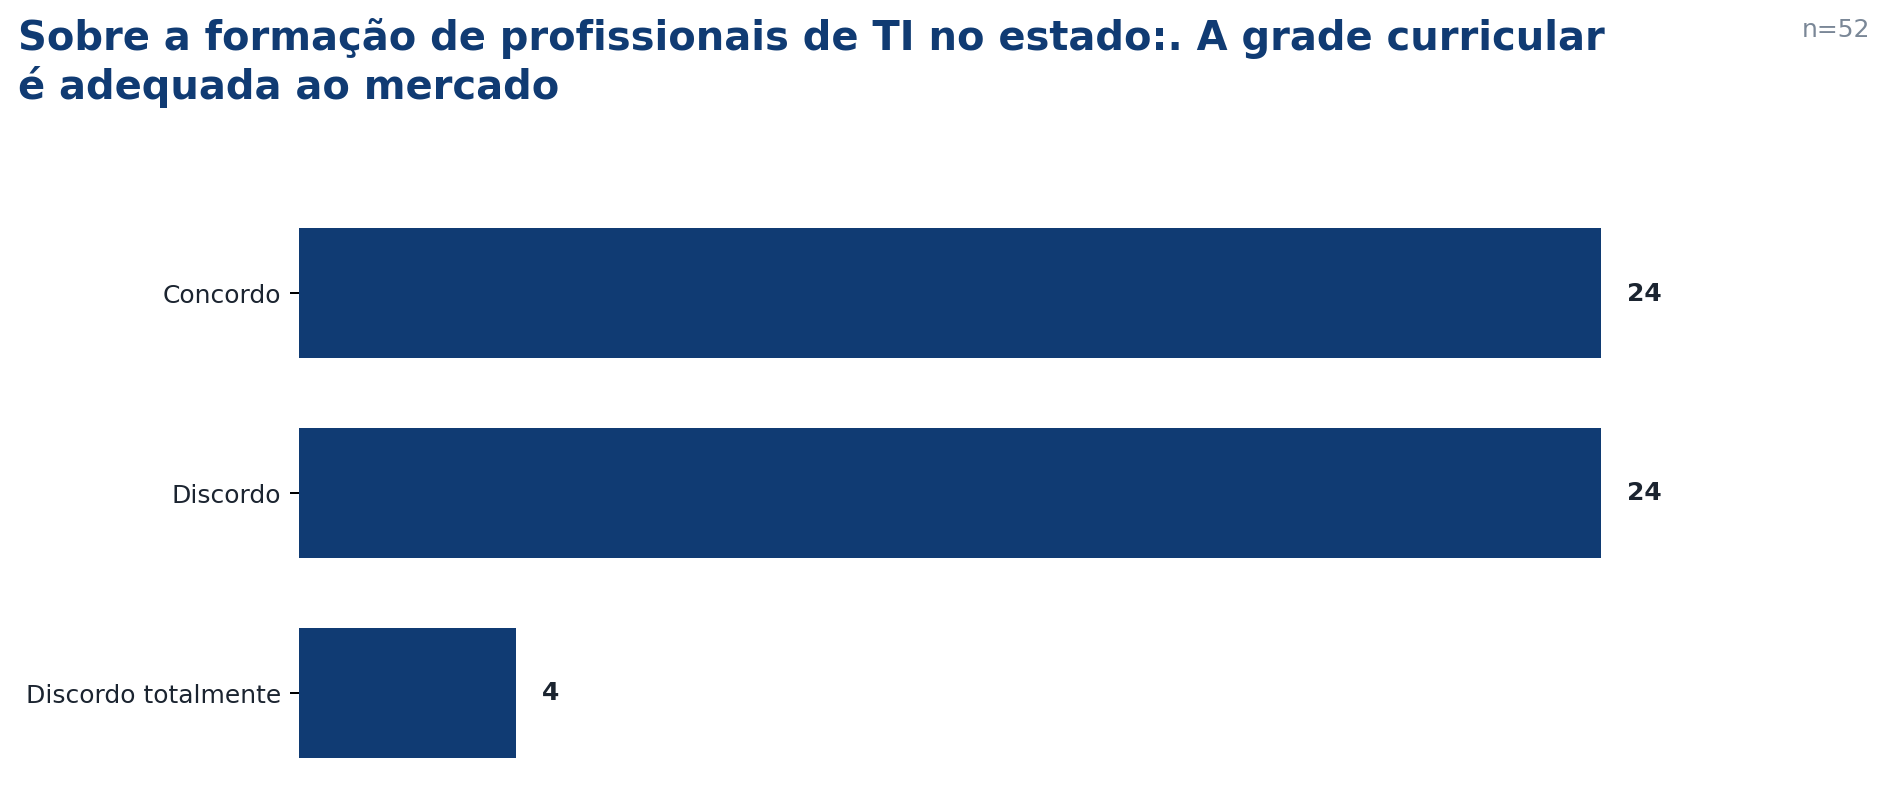 Sobre a formação de profissionais de TI no estado:. A grade curricular
é adequada ao mercado
n=52
Concordo
24
Discordo
24
Discordo totalmente
4